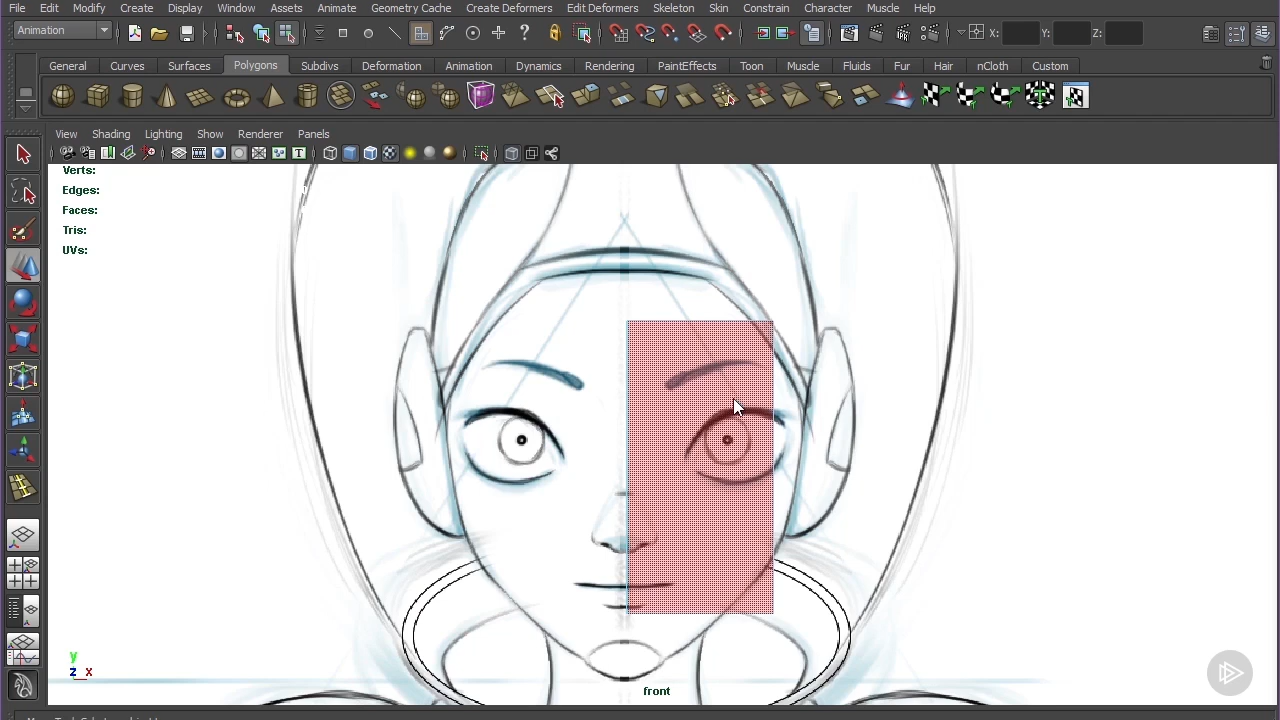 File Edit Modify Create Display Window Assets Animate Geometry Cache Create Deformers Edit Deformers Skeleton Skin Constrain Character Muscle Help
Animation X: Y: Z:
General Curves Surfaces Polygons Subdivs Deformation Animation Dynamics Rendering PaintEffects Toon Muscle Fluids Fur Hair nCloth Custom
View Shading Lighting Show Renderer Panels
Verts:
Edges:
Faces:
Tris:
UVs:
y
z x
front